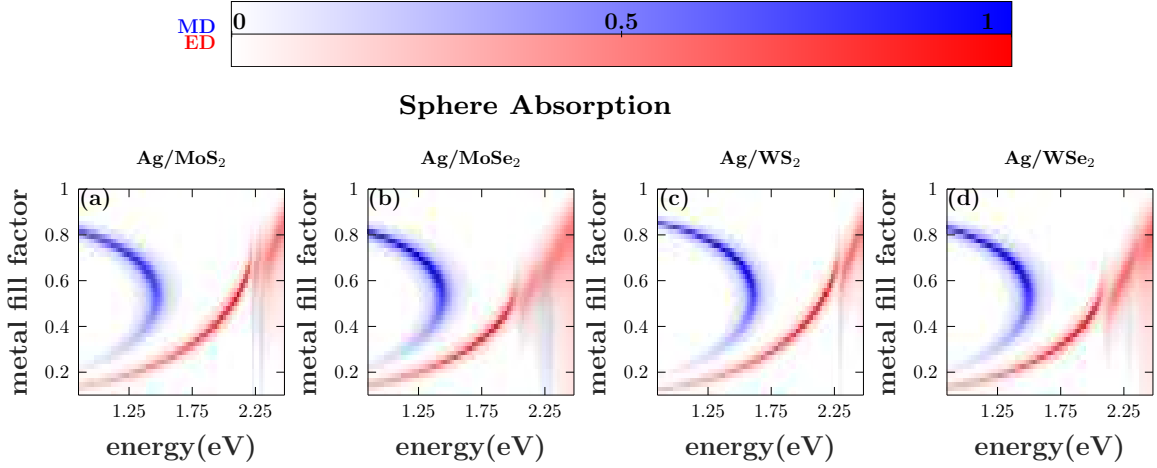 MD 0 0.5 1
ED
Sphere Absorption
Ag/MoS₂ Ag/MoSe₂ Ag/WS₂ Ag/WSe₂
metal fill factor metal fill factor metal fill factor metal fill factor
(a) (b) (c) (d)
1 1 1 1
0.8 0.8 0.8 0.8
0.6 0.6 0.6 0.6
0.4 0.4 0.4 0.4
0.2 0.2 0.2 0.2
1.25 1.75 2.25 1.25 1.75 2.25 1.25 1.75 2.25 1.25 1.75 2.25
energy(eV) energy(eV) energy(eV) energy(eV)